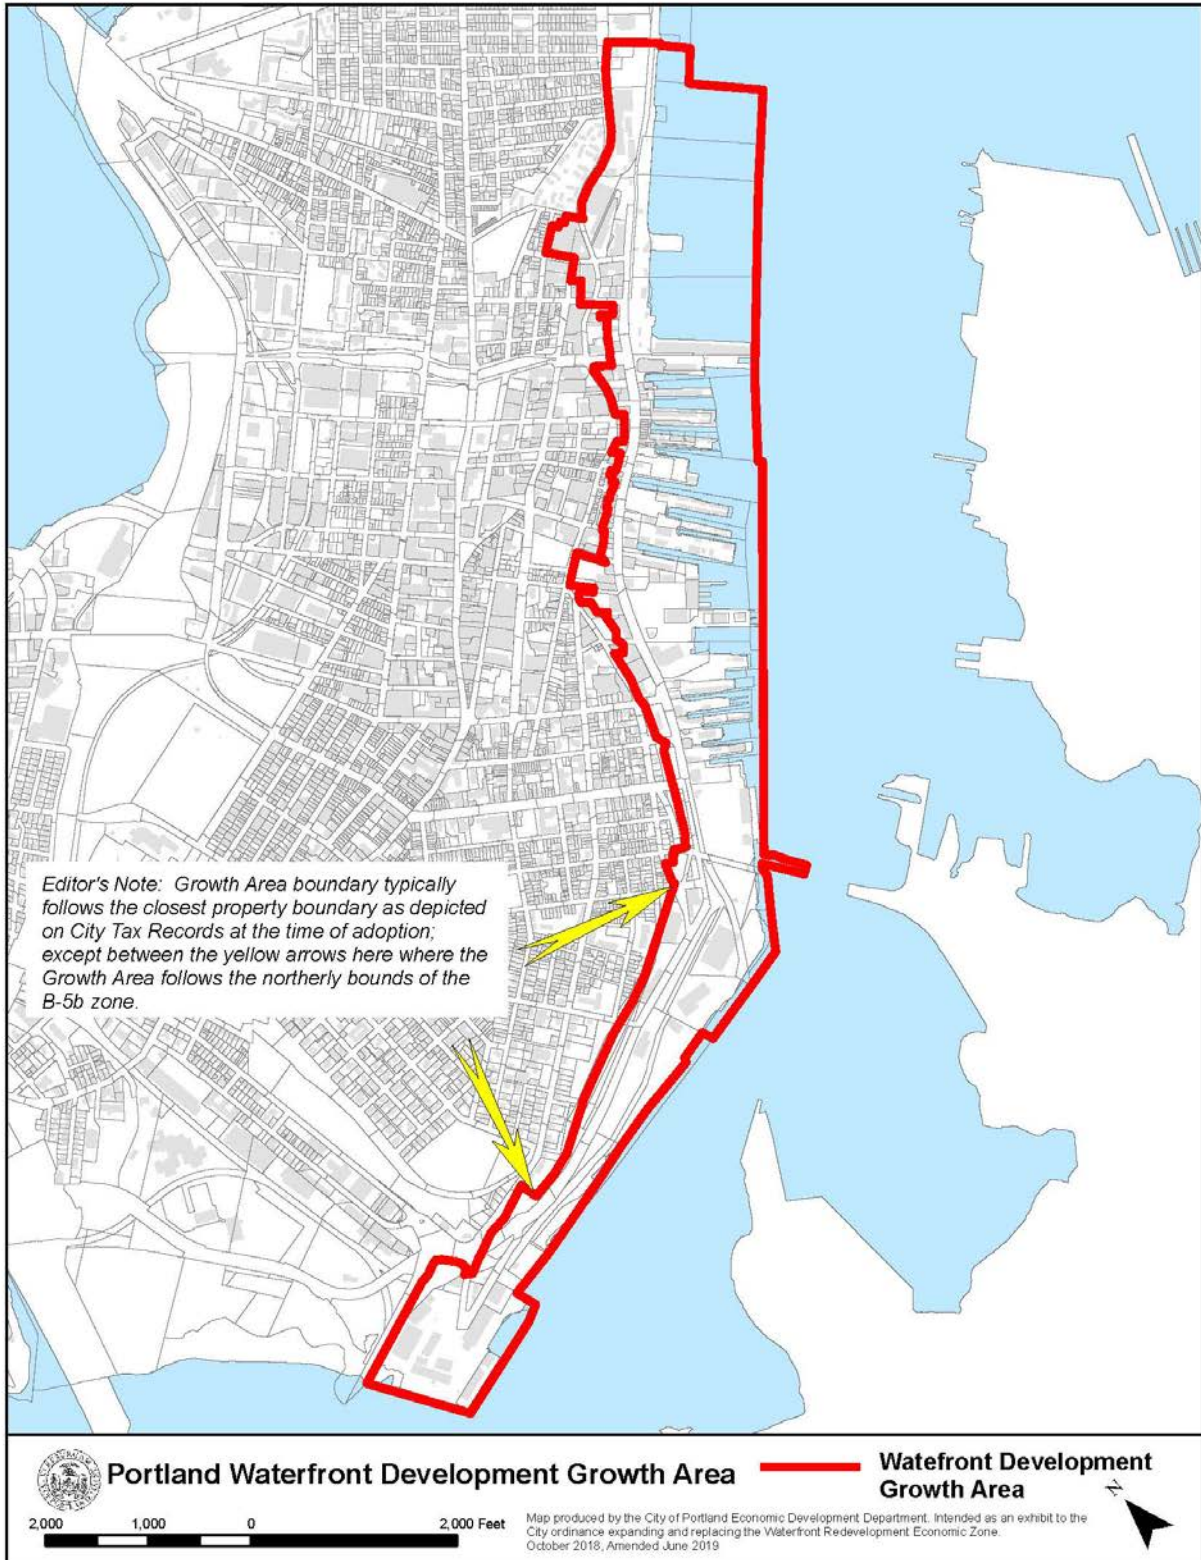 Editor's Note: Growth Area boundary typically
follows the closest property boundary as depicted
on City Tax Records at the time of adoption;
except between the yellow arrows here where the
Growth Area follows the northerly bounds of the
B-5b zone.
Portland Waterfront Development Growth Area
Watefront Development
Growth Area
N
2,000 1,000 0 2,000 Feet
Map produced by the City of Portland Economic Development Department. Intended as an exhibit to the
City ordinance expanding and replacing the Waterfront Redevelopment Economic Zone.
October 2018, Amended June 2019